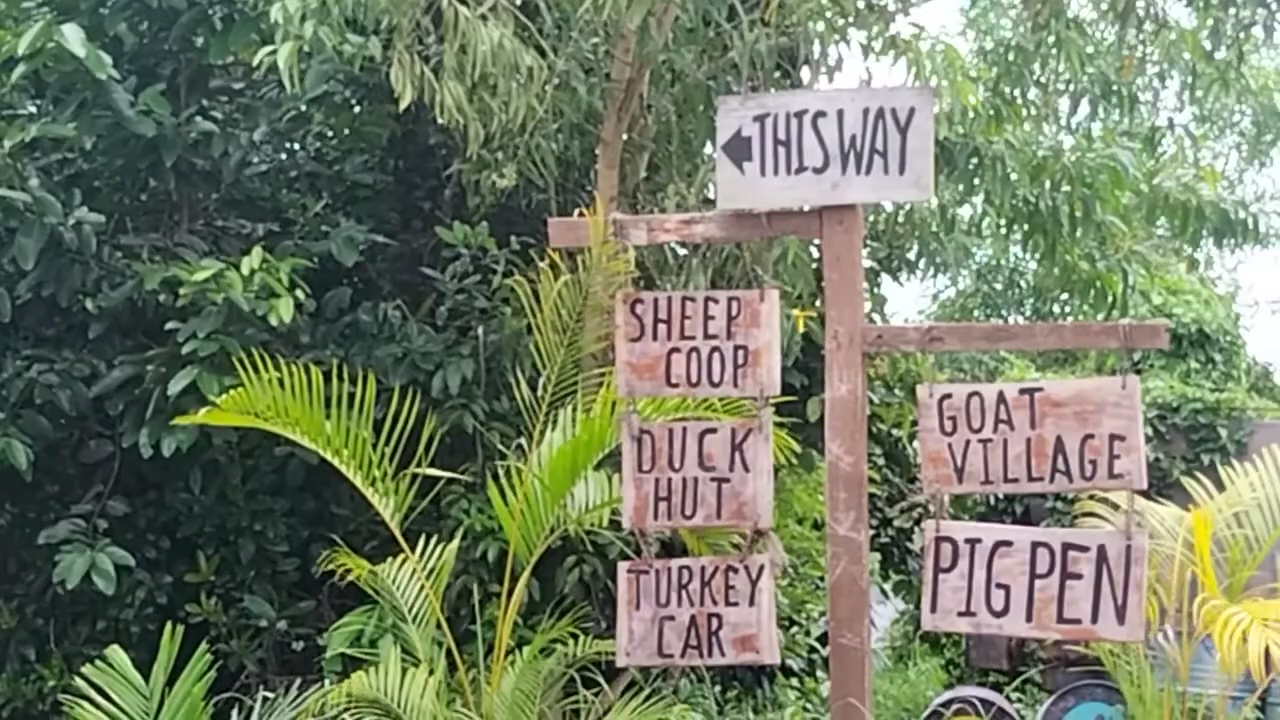 THIS WAY
SHEEP
COOP
DUCK
HUT
TURKEY
CAR
GOAT
VILLAGE
PIG PEN